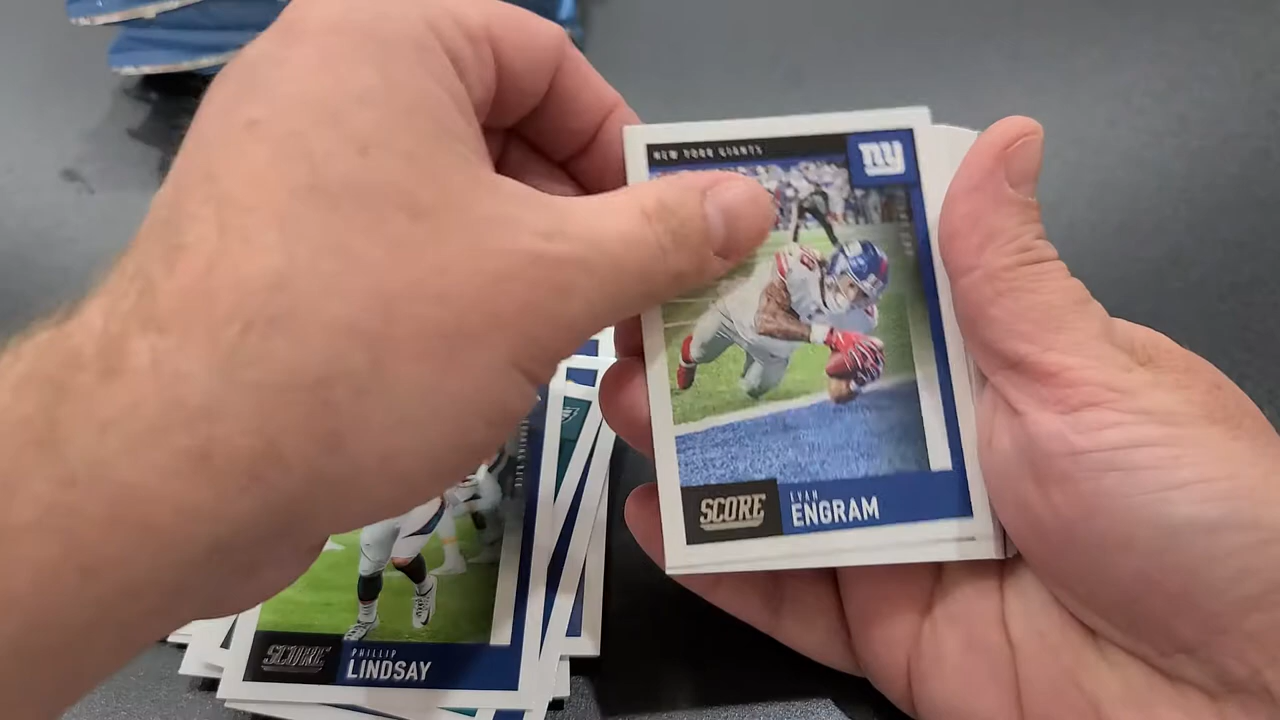 NEW YORK GIANTS
ny
SCORE
EVAN
ENGRAM
SCORE
PHILLIP
LINDSAY